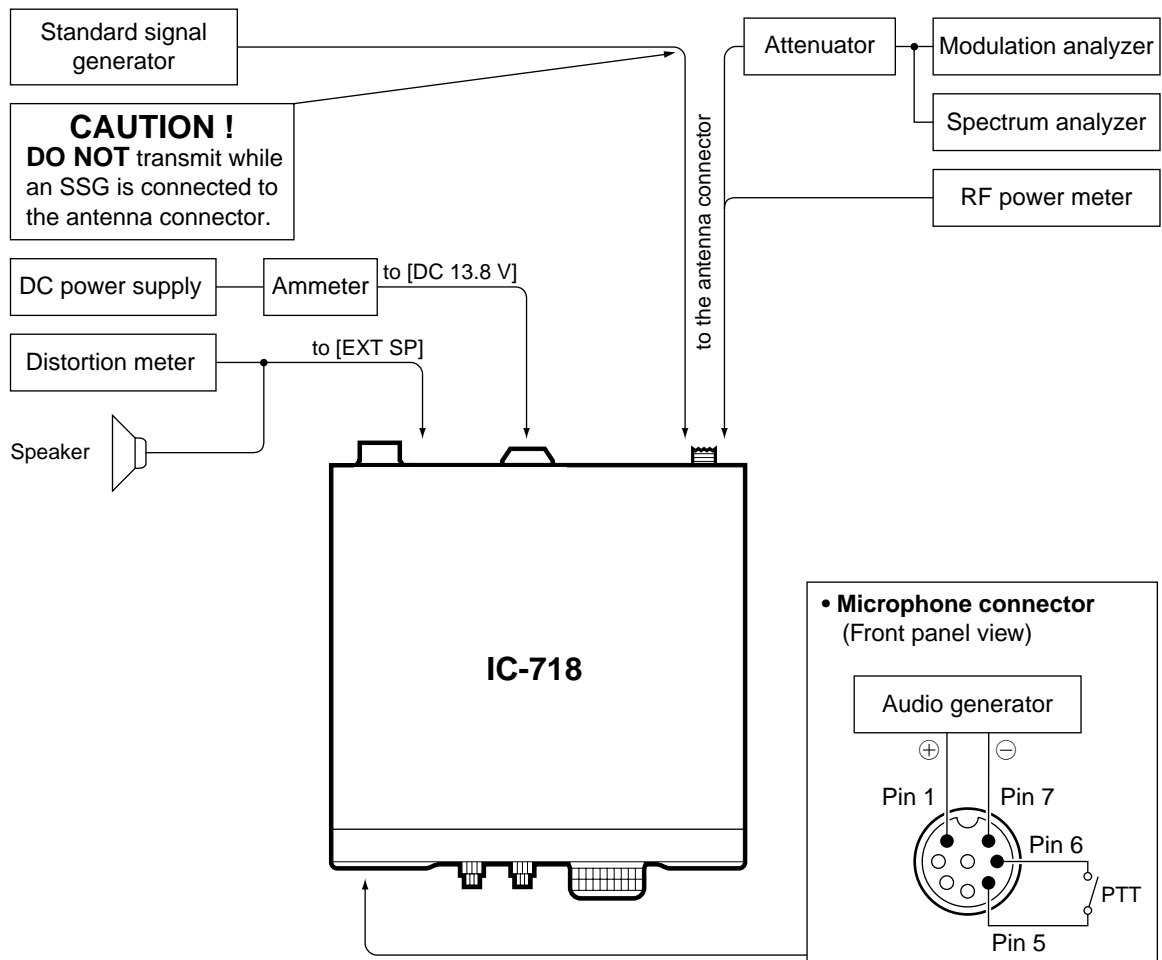 Standard signal
generator
CAUTION !
DO NOT transmit while
an SSG is connected to
the antenna connector.
Attenuator
Modulation analyzer
Spectrum analyzer
RF power meter
to the antenna connector
DC power supply
Ammeter
to [DC 13.8 V]
Distortion meter
to [EXT SP]
Speaker
IC-718
• Microphone connector
(Front panel view)
Audio generator
+
−
Pin 1
Pin 7
Pin 6
PTT
Pin 5